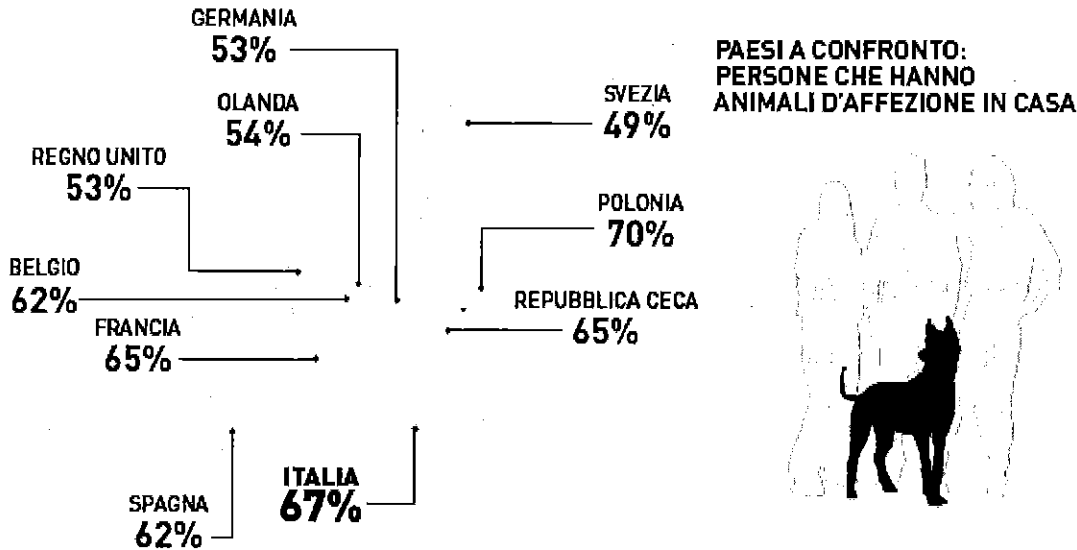 GERMANIA
53%
OLANDA
54%
REGNO UNITO
53%
BELGIO
62%
FRANCIA
65%
SPAGNA
62%
ITALIA
67%
SVEZIA
49%
POLONIA
70%
REPUBBLICA CECA
65%
PAESI A CONFRONTO:
PERSONE CHE HANNO
ANIMALI D'AFFEZIONE IN CASA